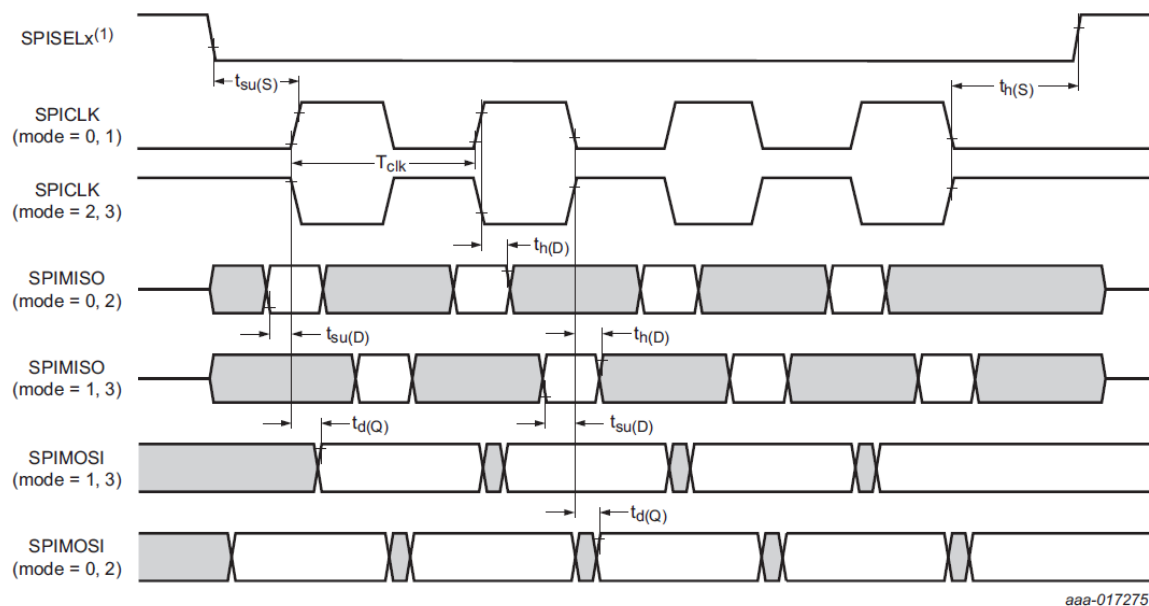 SPISELx(1)
tsu(S)
th(S)
SPICLK
(mode = 0, 1)
Tclk
SPICLK
(mode = 2, 3)
th(D)
SPIMISO
(mode = 0, 2)
tsu(D)
th(D)
SPIMISO
(mode = 1, 3)
td(Q)
tsu(D)
SPIMOSI
(mode = 1, 3)
td(Q)
SPIMOSI
(mode = 0, 2)
aaa-017275